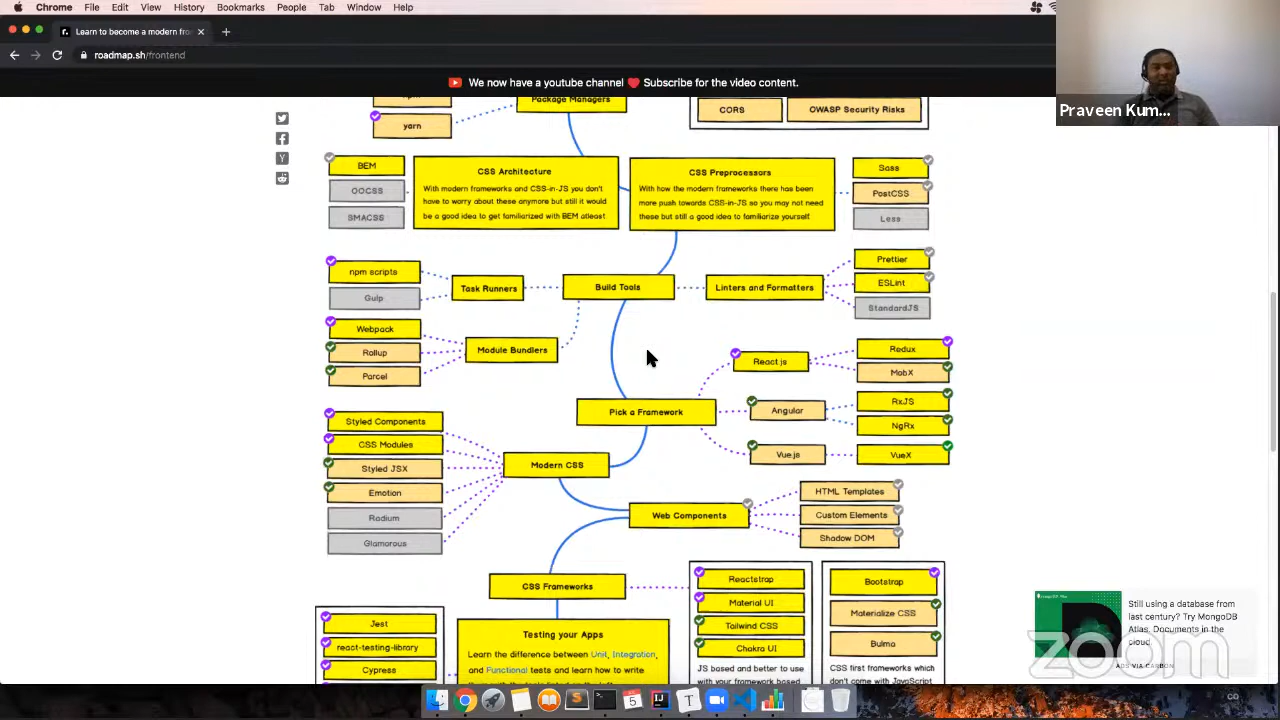 Chrome File Edit View History Bookmarks People Tab Window Help
Learn to become a modern fro
roadmap.sh/frontend
We now have a youtube channel Subscribe for the video content.
Praveen Kum...
Package Managers
yarn
CORS
OWASP Security Risks
BEM
OOCSS
SMACSS
CSS Architecture
With modern frameworks and CSS-in-JS you don't
have to worry about these anymore but still it would
be a good idea to get familiarized with BEM atleast
CSS Preprocessors
With how the modern frameworks there has been
more push towards CSS-in-JS so you may not need
these but still a good idea to familiarize yourself
Sass
PostCSS
Less
npm scripts
Gulp
Task Runners
Build Tools
Linters and Formatters
Prettier
ESLint
StandardJS
Webpack
Rollup
Parcel
Module Bundlers
React.js
Redux
MobX
Pick a Framework
Angular
RxJS
NgRx
Vue.js
VueX
Styled Components
CSS Modules
Styled JSX
Emotion
Radium
Glamorous
Modern CSS
Web Components
HTML Templates
Custom Elements
Shadow DOM
CSS Frameworks
Reactstrap
Material UI
Tailwind CSS
Chakra UI
JS based and better to use
with your framework based
Bootstrap
Materialize CSS
Bulma
CSS first frameworks which
don't come with JavaScript
Jest
react-testing-library
Cypress
Testing your Apps
Learn the difference between Unit, Integration,
and Functional tests and learn how to write
Still using a database from
last century? Try MongoDB
Atlas. Documents in the
cloud.
ADS VIA CARBON
zoom